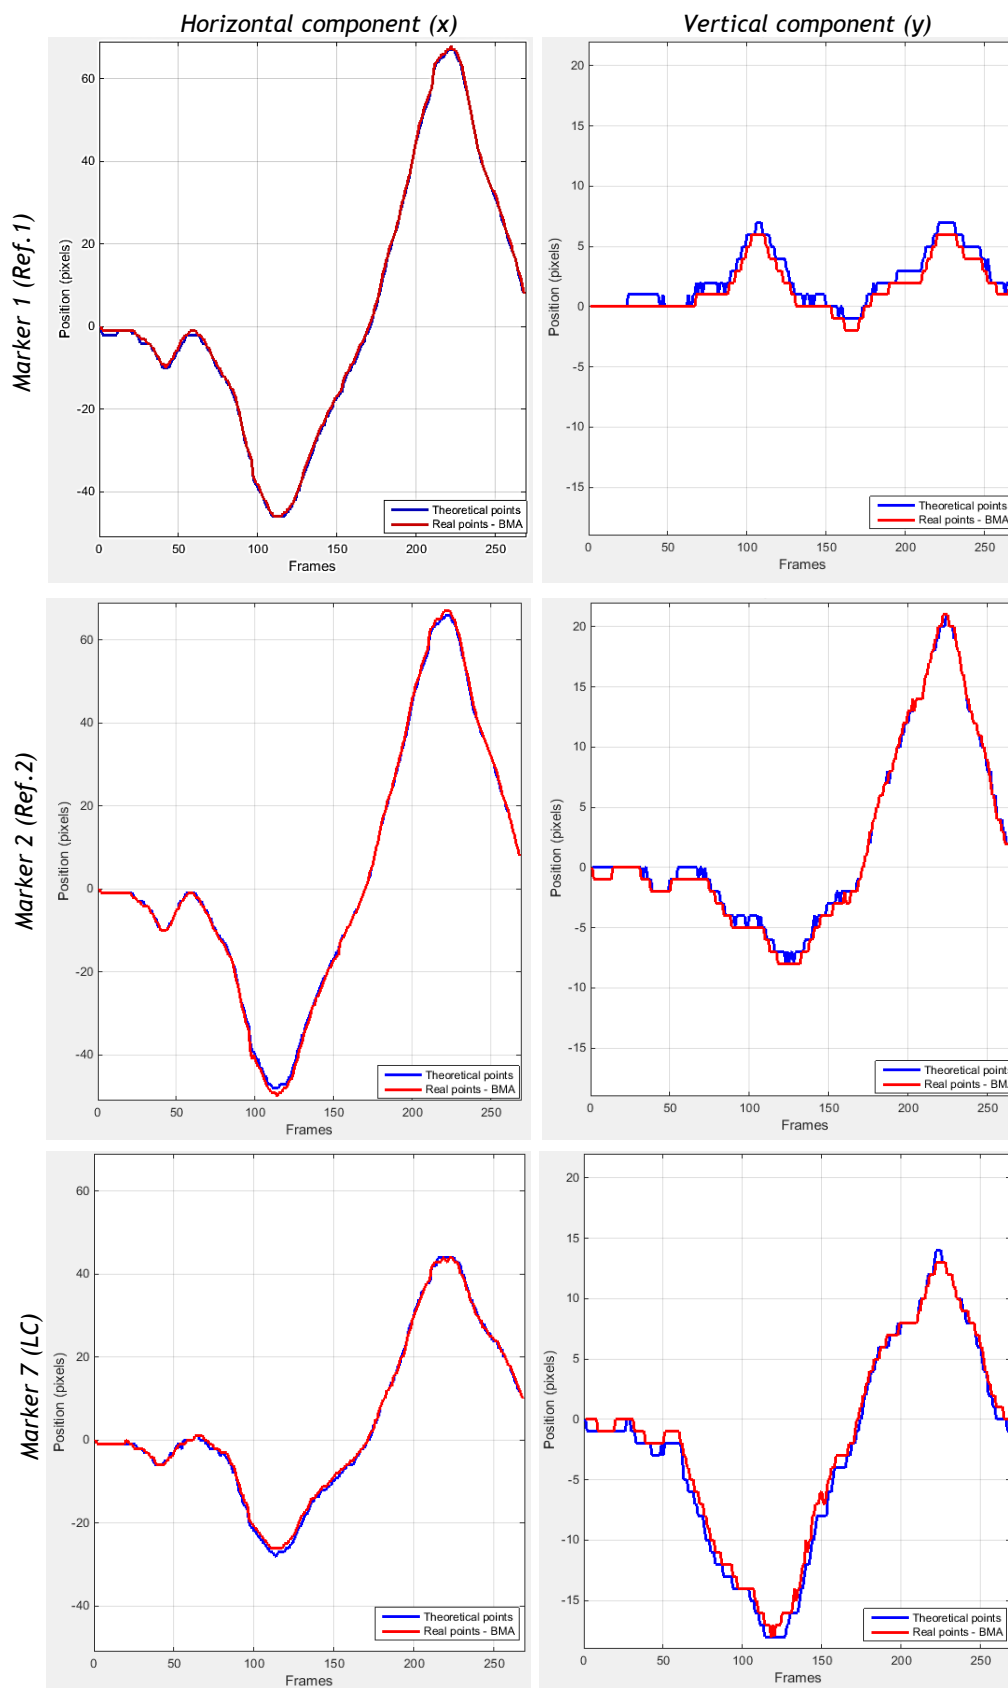 Horizontal component (x)
Vertical component (y)
Marker 1 (Ref.1)
Position (pixels)
60
40
20
0
-20
-40
0 50 100 150 200 250
Frames
Theoretical points
Real points - BMA
Position (pixels)
20
15
10
5
0
-5
-10
-15
0 50 100 150 200 250
Frames
Theoretical points
Real points - BMA
Marker 2 (Ref.2)
Position (pixels)
60
40
20
0
-20
-40
0 50 100 150 200 250
Frames
Theoretical points
Real points - BMA
Position (pixels)
20
15
10
5
0
-5
-10
-15
0 50 100 150 200 250
Frames
Theoretical points
Real points - BMA
Marker 7 (LC)
Position (pixels)
60
40
20
0
-20
-40
0 50 100 150 200 250
Frames
Theoretical points
Real points - BMA
Position (pixels)
20
15
10
5
0
-5
-10
-15
0 50 100 150 200 250
Frames
Theoretical points
Real points - BMA